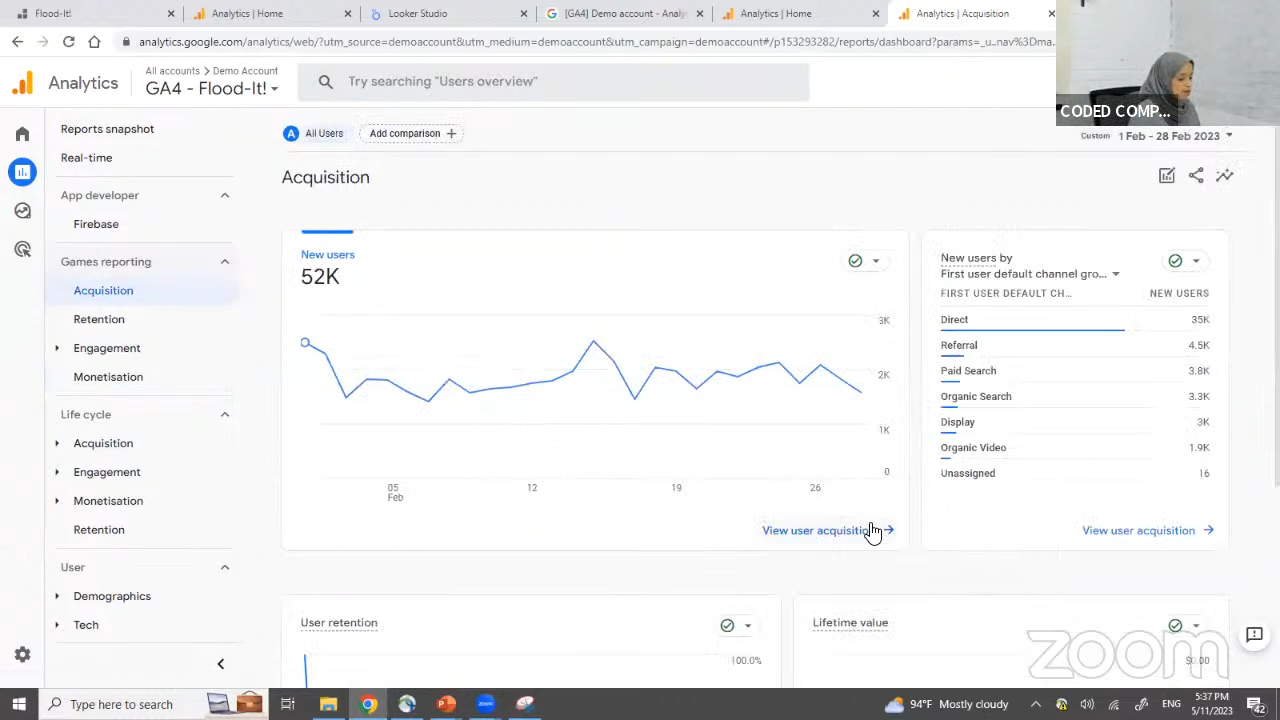 Flood-It!
Analytics | Home
Looker Studio
[GA4] Demo account - Analy
Analytics | Home
Analytics | Acquisition
analytics.google.com/analytics/web/?utm_source=demoaccount&utm_medium=demoaccount&utm_campaign=demoaccount#/p153293282/reports/dashboard?params=_u..nav%3Dma...
Analytics
All accounts > Demo Account
GA4 - Flood-It!
Try searching "Users overview"
CODED COMP...
Reports snapshot
Real-time
App developer
Firebase
Games reporting
Acquisition
Retention
Engagement
Monetisation
Life cycle
Acquisition
Engagement
Monetisation
Retention
User
Demographics
Tech
A All Users
Add comparison +
Custom 1 Feb - 28 Feb 2023
Acquisition
New users
52K
3K
2K
1K
0
05
Feb
12
19
26
View user acquisition
New users by
First user default channel gro...
FIRST USER DEFAULT CH... NEW USERS
Direct 35K
Referral 4.5K
Paid Search 3.8K
Organic Search 3.3K
Display 3K
Organic Video 1.9K
Unassigned 16
View user acquisition
User retention
100.0%
Lifetime value
$0.00
zoom
Type here to search
94°F Mostly cloudy
ENG
5:37 PM
5/11/2023
42